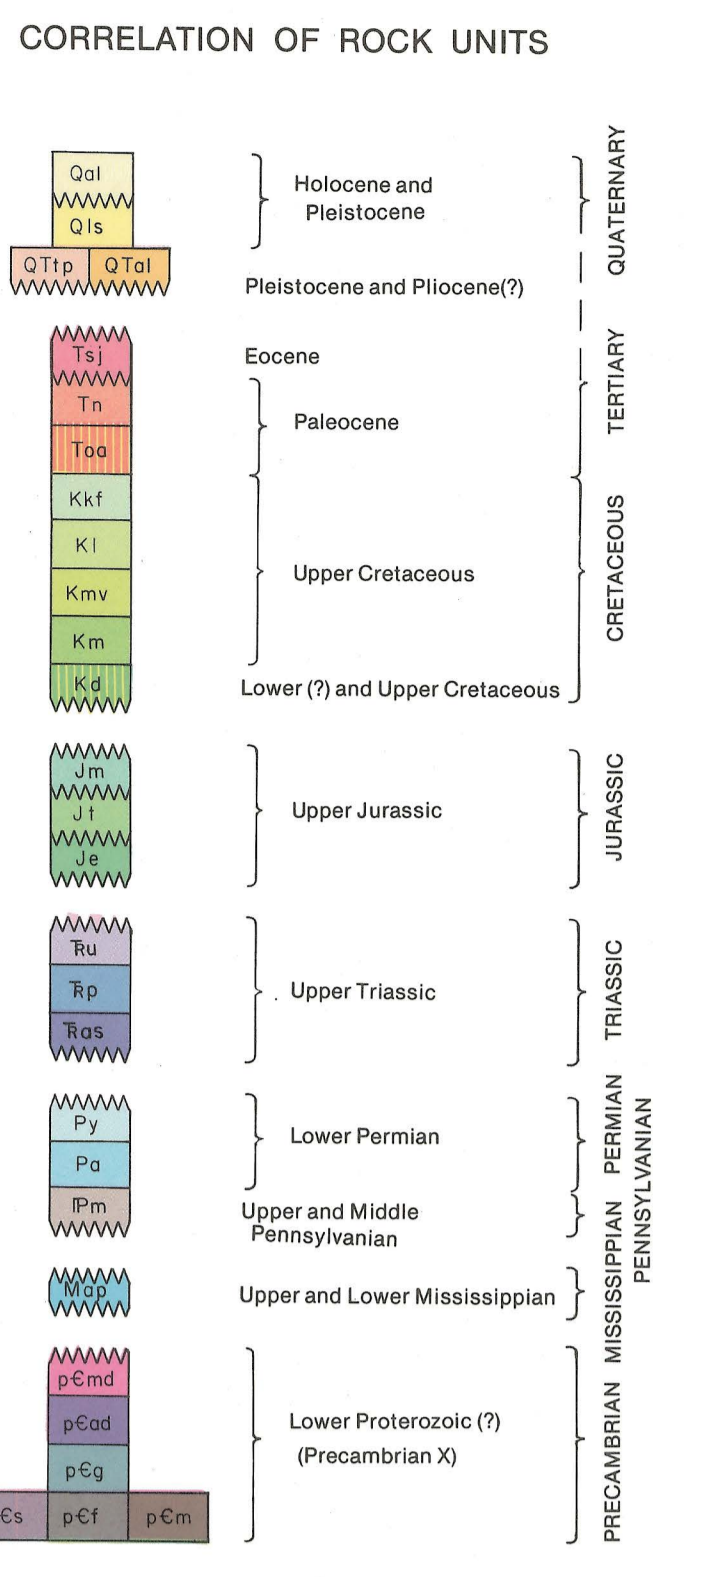 CORRELATION OF ROCK UNITS
Qal
Holocene and
Pleistocene
QUATERNARY
Qls
QTtp QTal
Pleistocene and Pliocene(?)
Tsj
Eocene
TERTIARY
Tn
Paleocene
Toa
Kkf
Kl
Upper Cretaceous
CRETACEOUS
Kmv
Km
Kd
Lower (?) and Upper Cretaceous
Jm
Jt
Upper Jurassic
JURASSIC
Je
T̅Ru
T̅Rp
Upper Triassic
TRIASSIC
T̅Ras
Py
Lower Permian
PERMIAN
Pa
ℙm
Upper and Middle
Pennsylvanian
PENNSYLVANIAN
Map
Upper and Lower Mississippian
MISSISSIPPIAN
p€md
p€ad
Lower Proterozoic (?)
(Precambrian X)
PRECAMBRIAN
p€g
€s p€f p€m